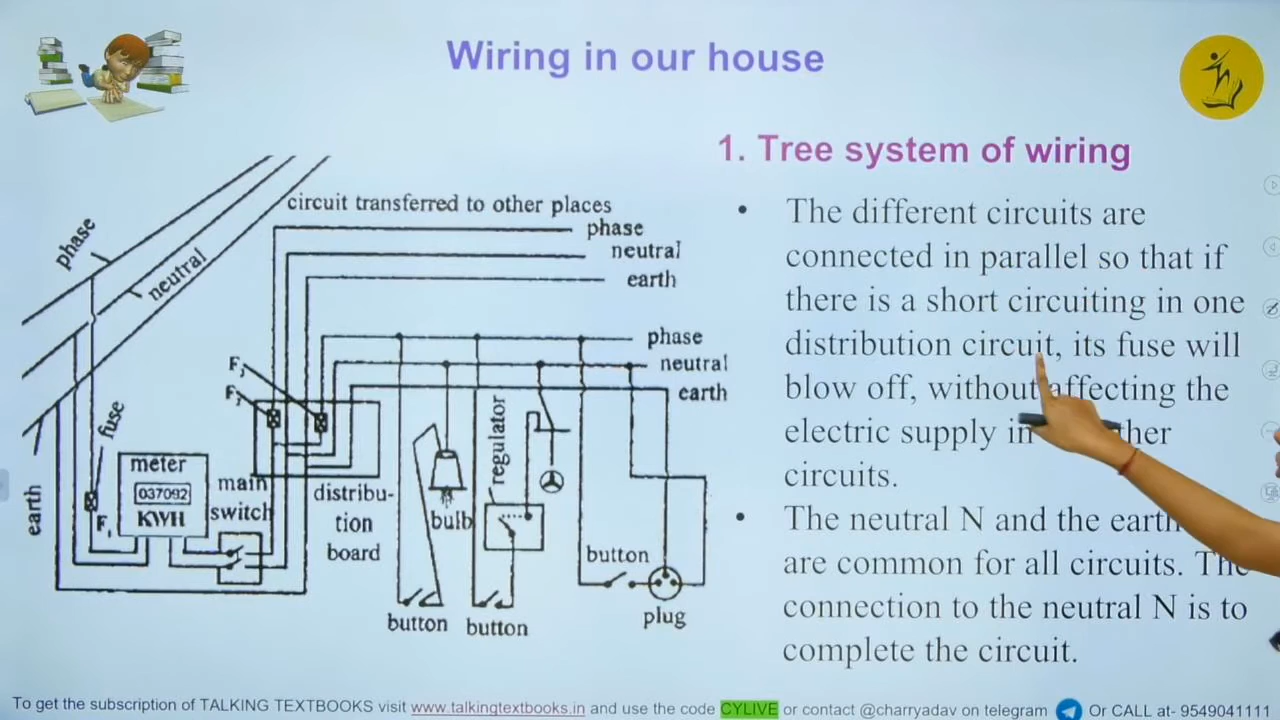 Wiring in our house
1. Tree system of wiring
circuit transferred to other places
phase
neutral
earth
phase
neutral
phase
neutral
earth
F3
F2
fuse
earth
F1
meter
037092
KWH
main
switch
distribu-
tion
board
bulb
regulator
button
button
button
plug
• The different circuits are
connected in parallel so that if
there is a short circuiting in one
distribution circuit, its fuse will
blow off, without affecting the
electric supply in
circuits.
• The neutral N and the earth
are common for all circuits. The
connection to the neutral N is to
complete the circuit.
To get the subscription of TALKING TEXTBOOKS visit www.talkingtextbooks.in and use the code CYLIVE or contact @charryadav on telegram Or CALL at- 9549041111